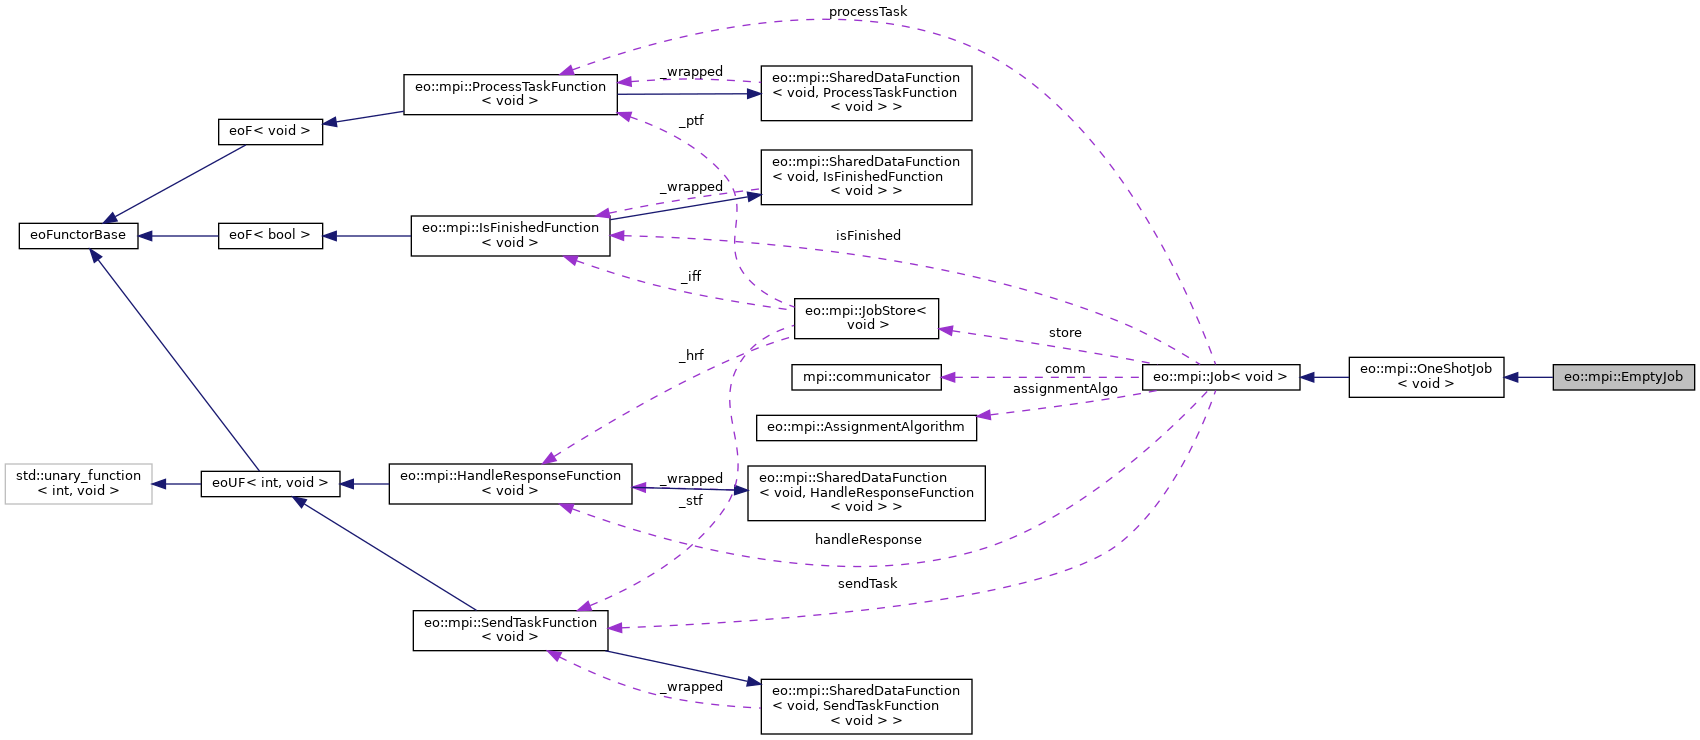 processTask
_wrapped
eo::mpi::ProcessTaskFunction
< void >
eo::mpi::SharedDataFunction
< void, ProcessTaskFunction
< void > >
_ptf
eoF< void >
eo::mpi::SharedDataFunction
< void, IsFinishedFunction
< void > >
_wrapped
eoFunctorBase
eoF< bool >
eo::mpi::IsFinishedFunction
< void >
isFinished
_iff
eo::mpi::JobStore<
void >
store
_hrf
mpi::communicator
comm
assignmentAlgo
eo::mpi::Job< void >
eo::mpi::OneShotJob
< void >
eo::mpi::EmptyJob
eo::mpi::AssignmentAlgorithm
std::unary_function
< int, void >
eoUF< int, void >
eo::mpi::HandleResponseFunction
< void >
_wrapped
_stf
eo::mpi::SharedDataFunction
< void, HandleResponseFunction
< void > >
handleResponse
sendTask
eo::mpi::SendTaskFunction
< void >
_wrapped
eo::mpi::SharedDataFunction
< void, SendTaskFunction
< void > >